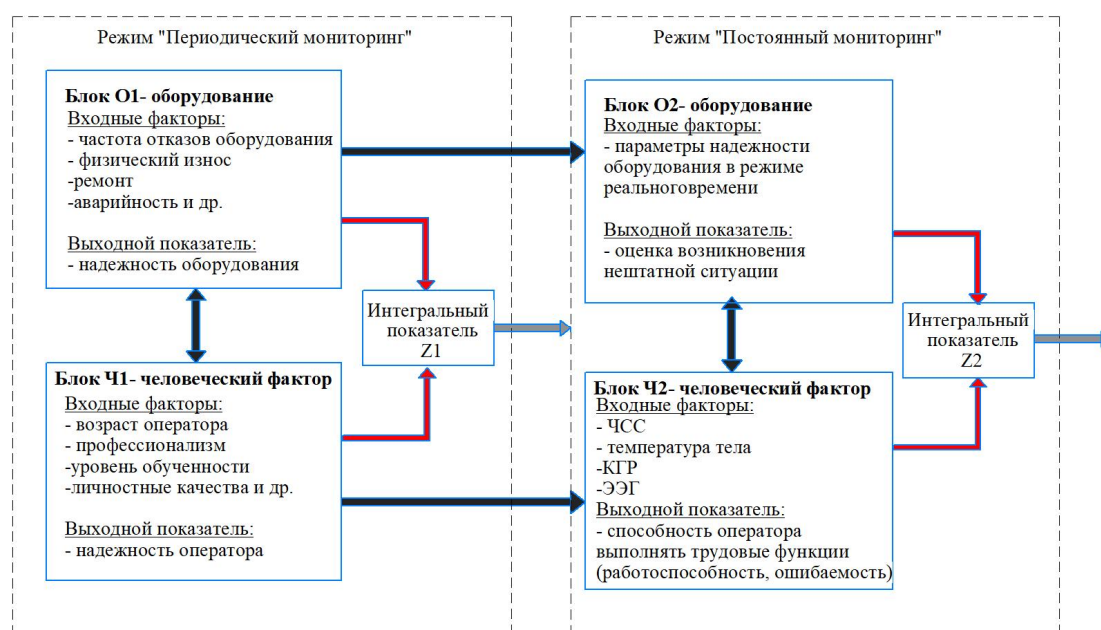 Режим "Периодический мониторинг"
Блок О1- оборудование
Входные факторы:
- частота отказов оборудования
- физический износ
-ремонт
-аварийность и др.
Выходной показатель:
- надежность оборудования
Интегральный
показатель
Z1
Блок Ч1- человеческий фактор
Входные факторы:
- возраст оператора
- профессионализм
-уровень обученности
-личностные качества и др.
Выходной показатель:
- надежность оператора
Режим "Постоянный мониторинг"
Блок О2- оборудование
Входные факторы:
- параметры надежности
оборудования в режиме
реальноговремени
Выходной показатель:
- оценка возникновения
нештатной ситуации
Интегральный
показатель
Z2
Блок Ч2- человеческий фактор
Входные факторы:
- ЧСС
- температура тела
-КГР
-ЭЭГ
Выходной показатель:
- способность оператора
выполнять трудовые функции
(работоспособность, ошибаемость)